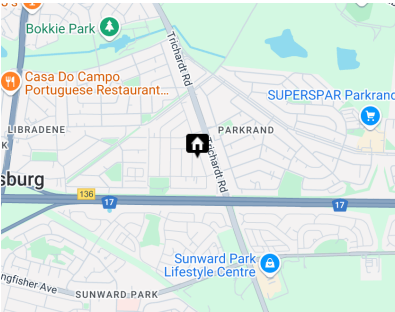 Bokkie Park
Trichardt Rd
Casa Do Campo
Portuguese Restaurant...
SUPERSPAR Parkrand
LIBRADENE
PARKRAND
K
Trichardt Rd
sburg
136
17
17
Sunward Park
Lifestyle Centre
ngfisher Ave
SUNWARD PARK